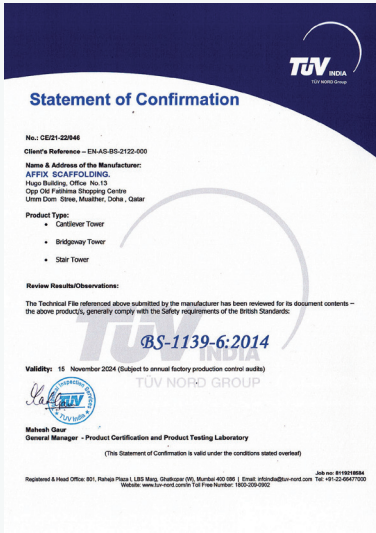 TÜV INDIA
TÜV NORD Group
Statement of Confirmation
No.: CE/21-22/046
Client's Reference – EN-AS-BS-2122-000
Name & Address of the Manufacturer:
AFFIX SCAFFOLDING.
Hugo Building, Office No.13
Opp Old Fatihima Shopping Centre
Umm Dom Stree, Muaither, Doha , Qatar
Product Type:
• Cantilever Tower
• Bridgeway Tower
• Stair Tower
Review Results/Observations:
The Technical File referenced above submitted by the manufacturer has been reviewed for its document contents –
the above product/s, generally comply with the Safety requirements of the British Standards:
BS-1139-6:2014
TÜV INDIA
Validity: 15 November 2024 (Subject to annual factory production control audits)
TÜV NORD GROUP
Inspection Services
TÜV
TUV India
Mahesh Gaur
General Manager - Product Certification and Product Testing Laboratory
(This Statement of Confirmation is valid under the conditions stated overleaf)
Job no: 8119218584
Registered & Head Office: 801, Raheja Plaza I, LBS Marg, Ghatkopar (W), Mumbai 400 086 | Email: infoindia@tuv-nord.com Tel: +91-22-66477000
Website: www.tuv-nord.com/in Toll Free Number: 1800-209-0902